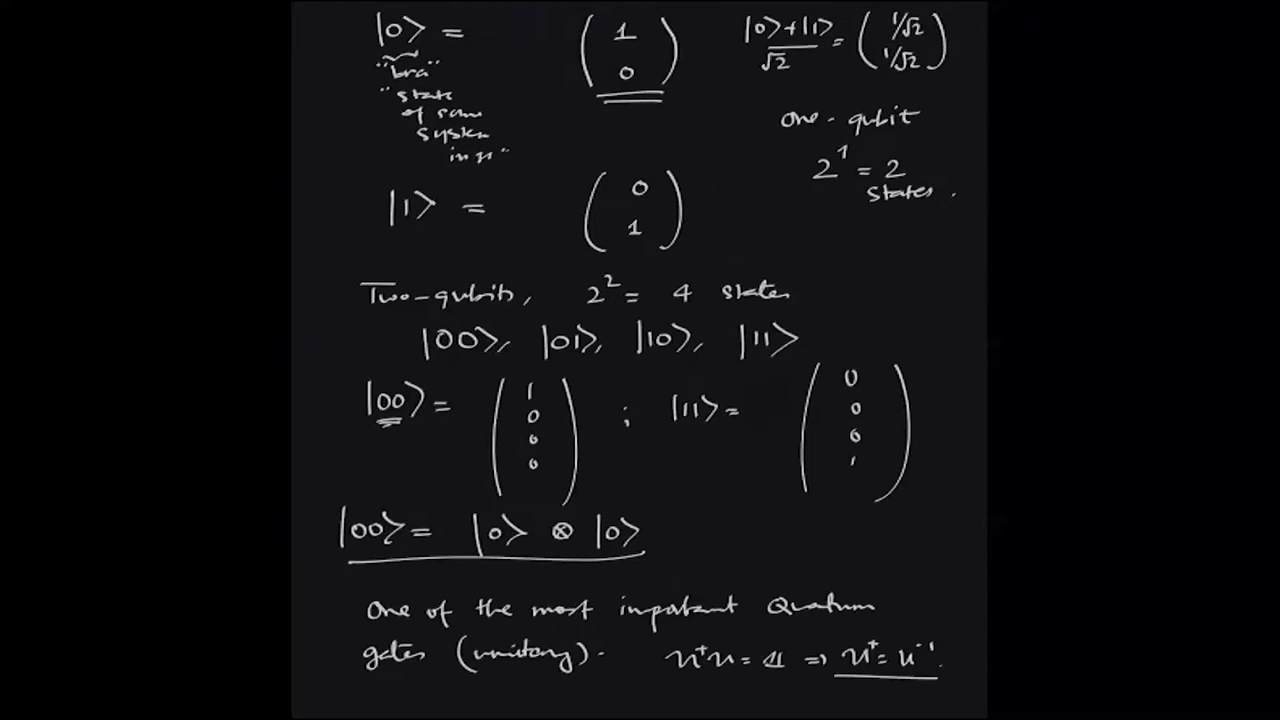 |0> = ( 1 0 )
|0>+|1> / √2 = ( 1/√2 1/√2 )
"bra"
"state
of some
system
in
one-qubit
2^1 = 2
states.
|1> = ( 0 1 )
Two-qubits, 2^2 = 4 states
|00>, |01>, |10>, |11>
|00> = ( 1 0 0 0 ) ; |11> = ( 0 0 0 1 )
|00> = |0> ⊗ |0>
One of the most important Quantum
gates (unitary). U†U = 𝟙 ⇒ U† = U^-1.